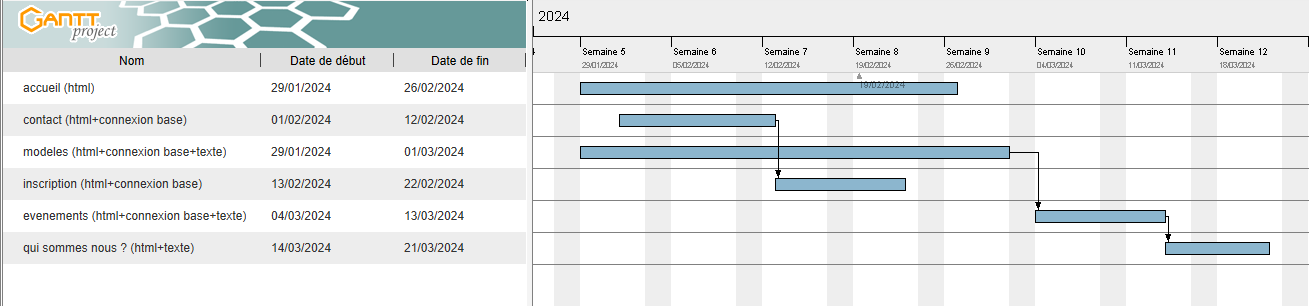 GANTT
project
2024
Nom Date de début Date de fin
4 Semaine 5 Semaine 6 Semaine 7 Semaine 8 Semaine 9 Semaine 10 Semaine 11 Semaine 12
29/01/2024 05/02/2024 12/02/2024 19/02/2024 26/02/2024 04/03/2024 11/03/2024 18/03/2024
19/02/2024
accueil (html) 29/01/2024 26/02/2024
contact (html+connexion base) 01/02/2024 12/02/2024
modeles (html+connexion base+texte) 29/01/2024 01/03/2024
inscription (html+connexion base) 13/02/2024 22/02/2024
evenements (html+connexion base+texte) 04/03/2024 13/03/2024
qui sommes nous ? (html+texte) 14/03/2024 21/03/2024